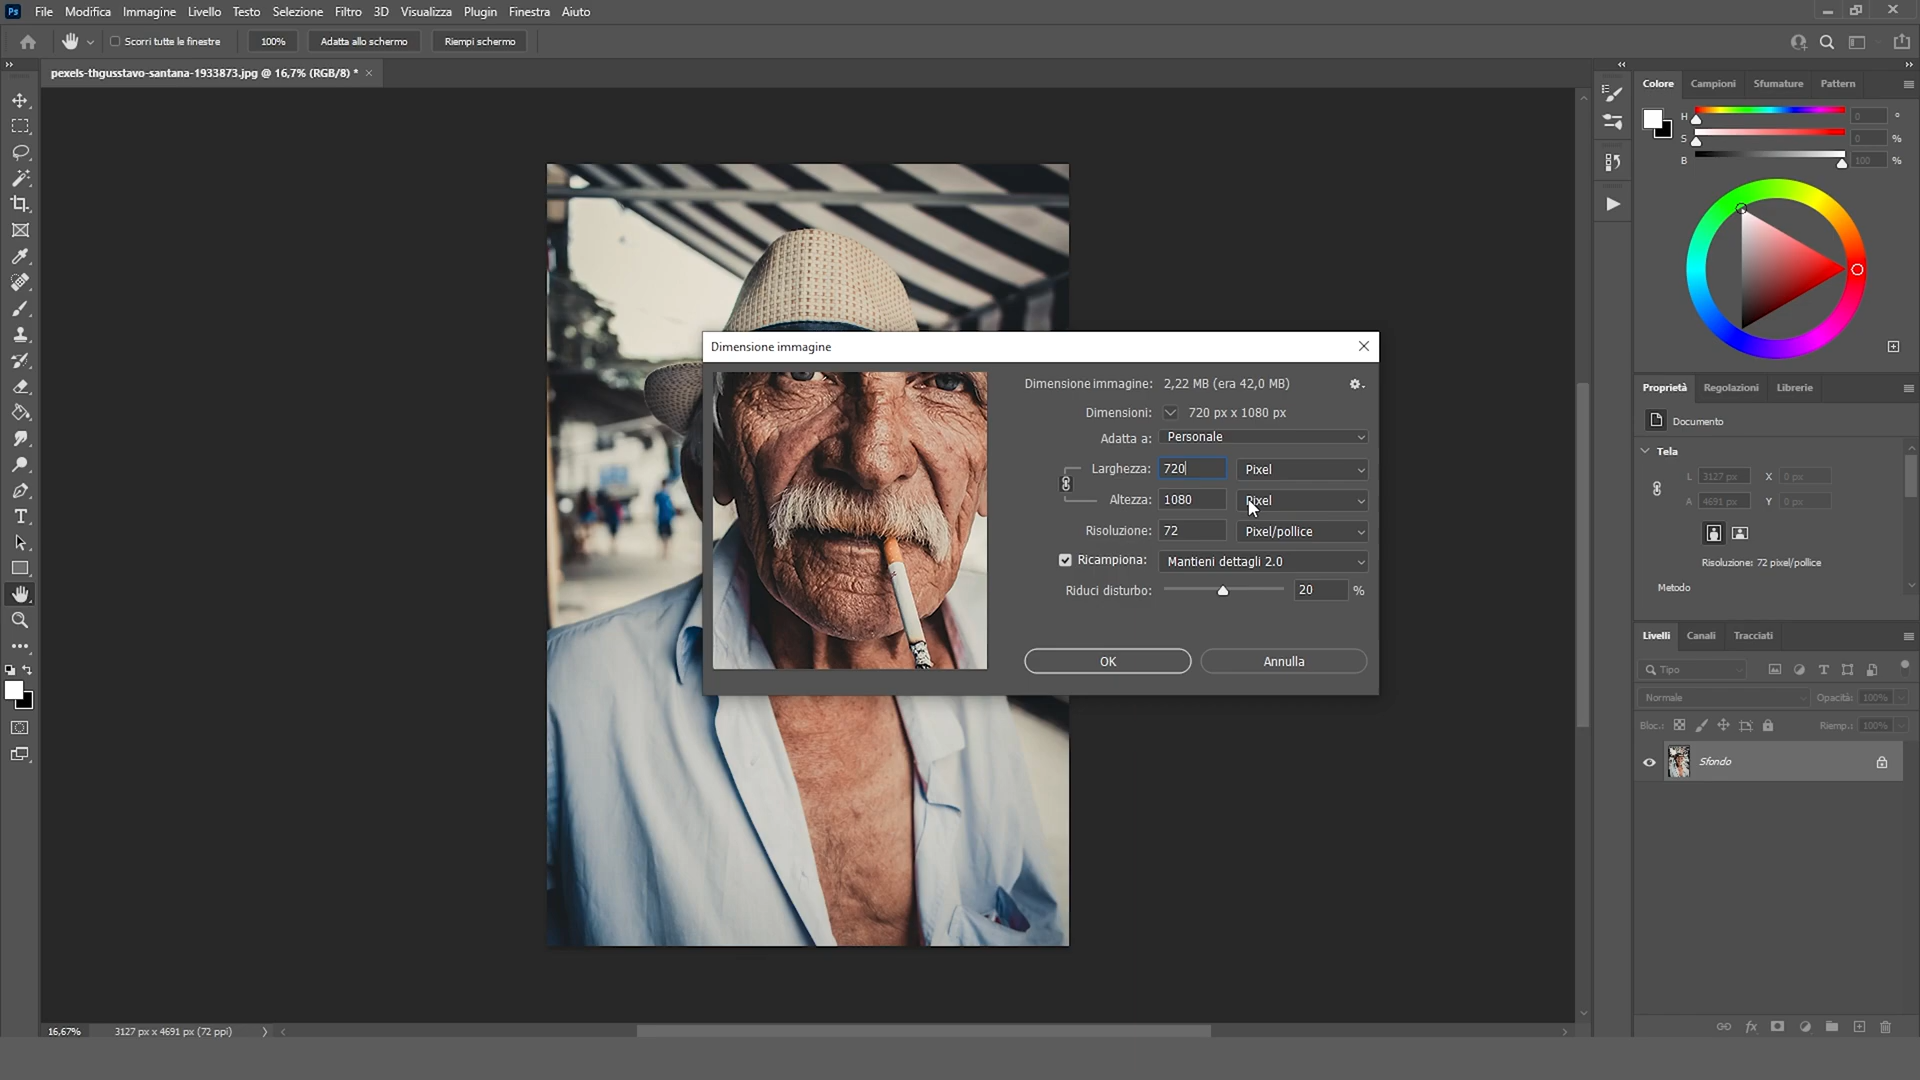 Ps File Modifica Immagine Livello Testo Selezione Filtro 3D Visualizza Plugin Finestra Aiuto
Scorri tutte le finestre 100% Adatta allo schermo Riempi schermo
pexels-thgusstavo-santana-1933873.jpg @ 16,7% (RGB/8) *
Colore Campioni Sfumature Pattern
H 0 °
S 0 %
B 100 %
Dimensione immagine
Dimensione immagine: 2,22 MB (era 42,0 MB)
Dimensioni: 720 px x 1080 px
Adatta a: Personale
Larghezza: 720 Pixel
Altezza: 1080 Pixel
Risoluzione: 72 Pixel/pollice
Ricampiona: Mantieni dettagli 2.0
Riduci disturbo: 20 %
OK Annulla
Proprietà Regolazioni Librerie
Documento
Tela
L 3127 px X 0 px
A 4691 px Y 0 px
Risoluzione: 72 pixel/pollice
Metodo
Livelli Canali Tracciati
Tipo
Normale Opacità: 100%
Bloc.: Riemp.: 100%
Sfondo
16,67% 3127 px x 4691 px (72 ppi)